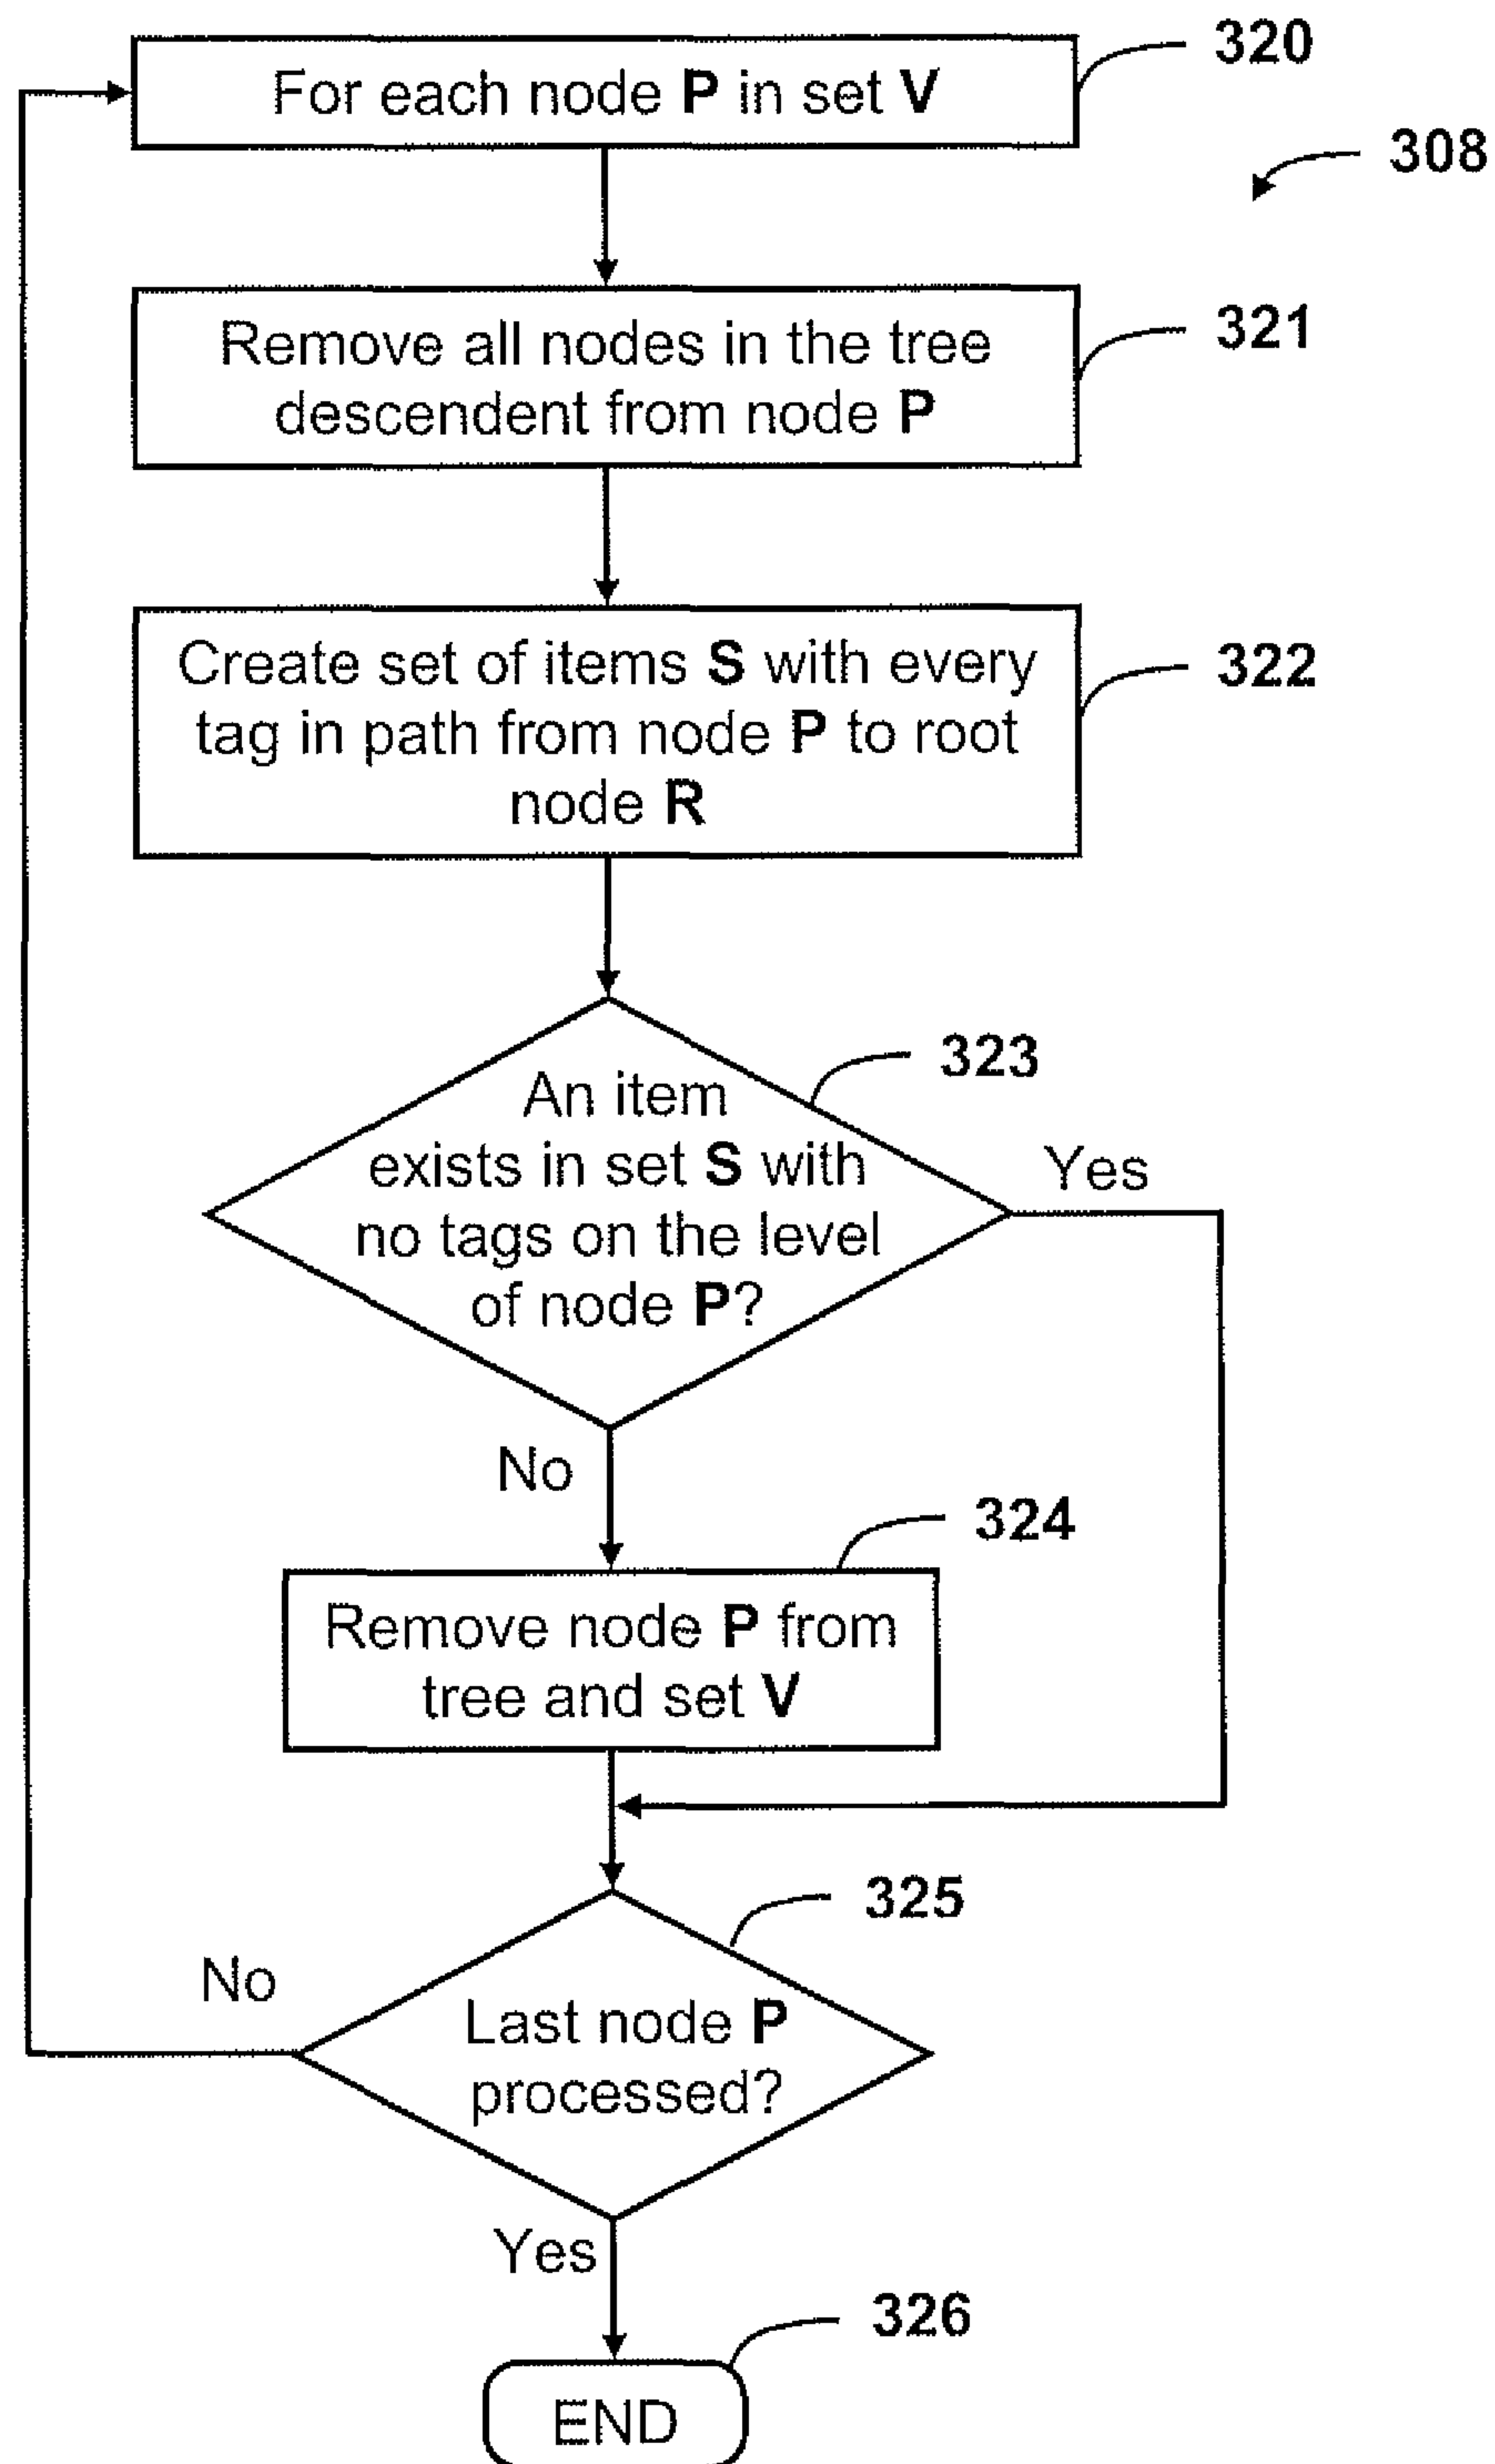 For each node P in set V
320
308
Remove all nodes in the tree
descendent from node P
321
Create set of items S with every
tag in path from node P to root
node R
322
An item
exists in set S with
no tags on the level
of node P?
323
Yes
No
324
Remove node P from
tree and set V
325
No
Last node P
processed?
Yes
326
END